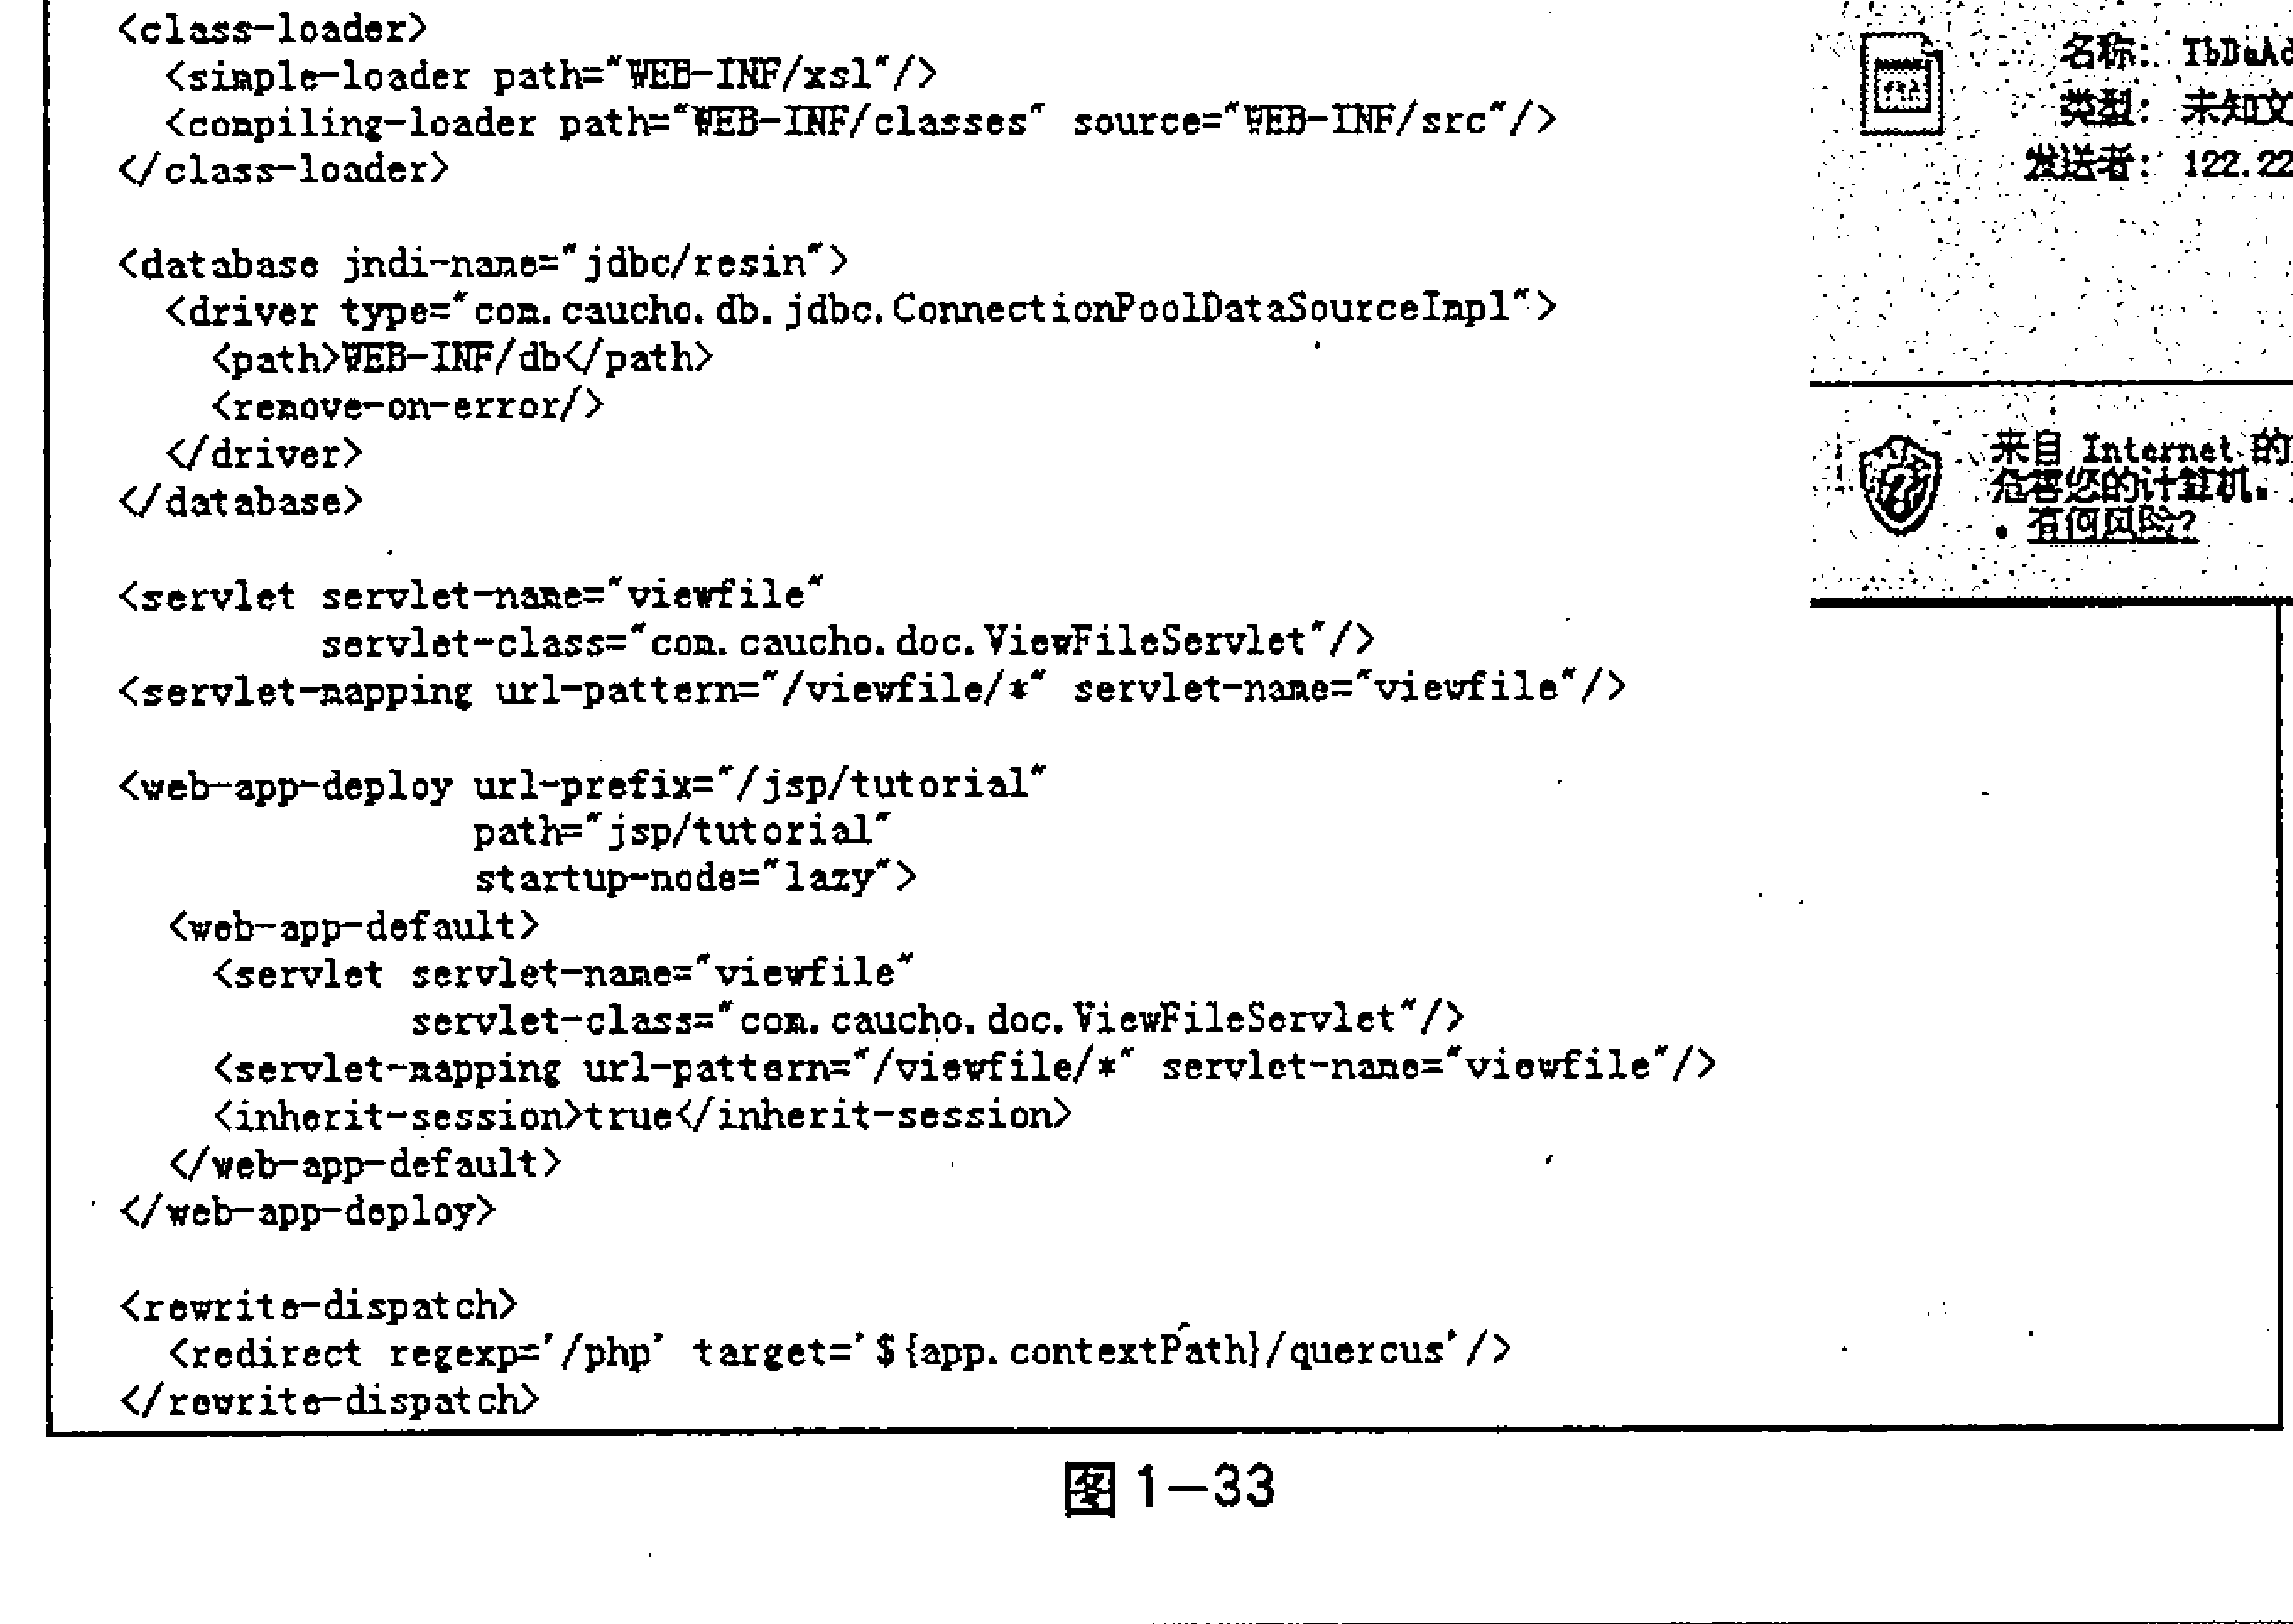 <class-loader>
  <simple-loader path="WEB-INF/xsl"/>
  <compiling-loader path="WEB-INF/classes" source="WEB-INF/src"/>
</class-loader>
<database jndi-name="jdbc/resin">
  <driver type="com.caucho.db.jdbc.ConnectionPoolDataSourceImpl">
    <path>WEB-INF/db</path>
    <remove-on-error/>
  </driver>
</database>
<servlet servlet-name="viewfile"
         servlet-class="com.caucho.doc.ViewFileServlet"/>
<servlet-mapping url-pattern="/viewfile/*" servlet-name="viewfile"/>
<web-app-deploy url-prefix="/jsp/tutorial"
                path="jsp/tutorial"
                startup-mode="lazy">
  <web-app-default>
    <servlet servlet-name="viewfile"
             servlet-class="com.caucho.doc.ViewFileServlet"/>
    <servlet-mapping url-pattern="/viewfile/*" servlet-name="viewfile"/>
    <inherit-session>true</inherit-session>
  </web-app-default>
</web-app-deploy>
<rewrite-dispatch>
  <redirect regexp='/php' target='${app.contextPath}/quercus'/>
</rewrite-dispatch>
名称:
类型: 未知文
发送者: 122.22
来自 Internet 的
危害您的计算机。
有何风险?
图 1—33